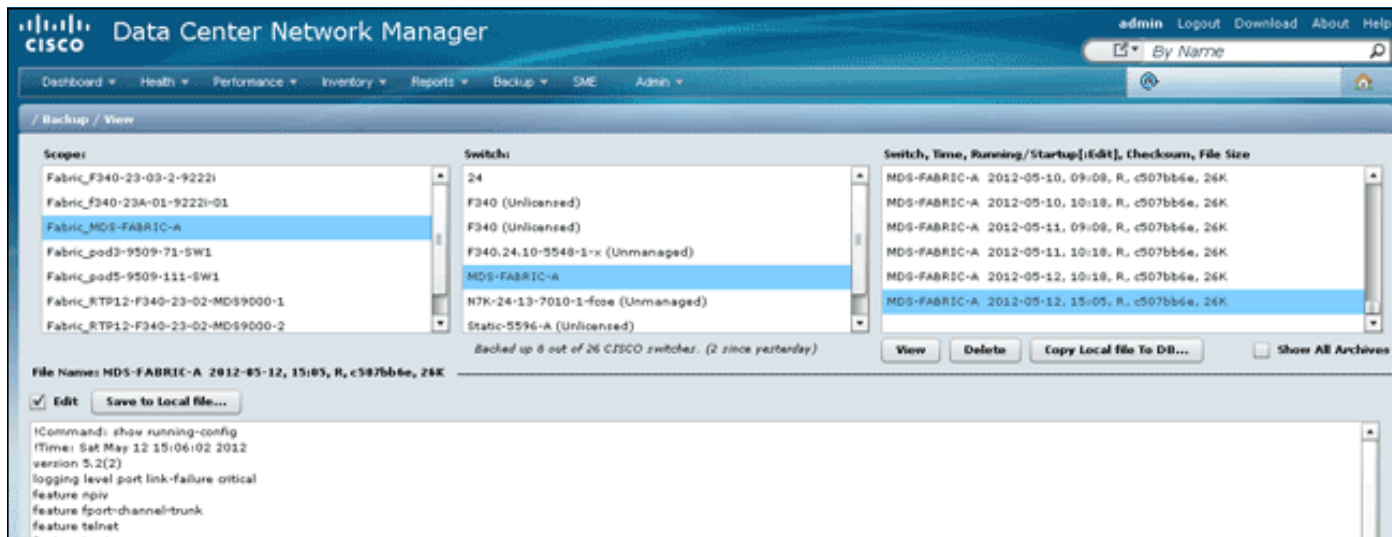 CISCO
Data Center Network Manager
admin Logout Download About Help
By Name
Dashboard Health Performance Inventory Reports Backup SME Admin
/ Backup / View
Scope:
Fabric_F340-23-03-2-9222i
Fabric_f340-23A-01-9222i-01
Fabric_MDS-FABRIC-A
Fabric_pod3-9509-71-SW1
Fabric_pod5-9509-111-SW1
Fabric_RTP12-F340-23-02-MDS9000-1
Fabric_RTP12-F340-23-02-MDS9000-2
Switch:
24
F340 (Unlicensed)
F340 (Unlicensed)
F340.24.10-5548-1-x (Unmanaged)
MDS-FABRIC-A
N7K-24-13-7010-1-fcoe (Unmanaged)
Static-5596-A (Unlicensed)
Backed up 8 out of 26 CISCO switches. (2 since yesterday)
Switch, Time, Running/Startup[:Edit], Checksum, File Size
MDS-FABRIC-A 2012-05-10, 09:08, R, c507bb6e, 26K
MDS-FABRIC-A 2012-05-10, 10:18, R, c507bb6e, 26K
MDS-FABRIC-A 2012-05-11, 09:08, R, c507bb6e, 26K
MDS-FABRIC-A 2012-05-11, 10:18, R, c507bb6e, 26K
MDS-FABRIC-A 2012-05-12, 10:18, R, c507bb6e, 26K
MDS-FABRIC-A 2012-05-12, 15:05, R, c507bb6e, 26K
View Delete Copy Local file To DB... Show All Archives
File Name: MDS-FABRIC-A 2012-05-12, 15:05, R, c507bb6e, 26K
Edit Save to Local file...
!Command: show running-config
!Time: Sat May 12 15:06:02 2012
version 5.2(2)
logging level port link-failure critical
feature npiv
feature fport-channel-trunk
feature telnet